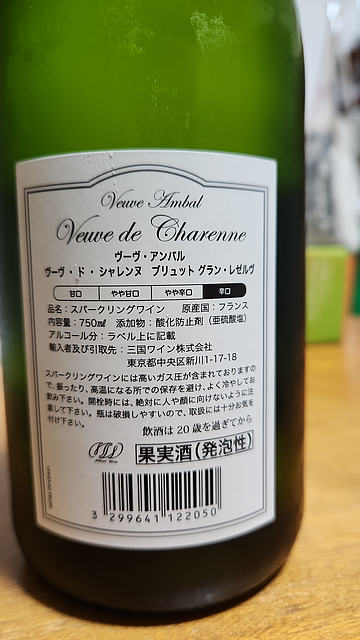 Veuve Ambal
Veuve de Charenne
ヴーヴ・アンバル
ヴーヴ・ド・シャレンヌ ブリュット グラン・レゼルヴ
甘口 やや甘口 やや辛口 辛口
品名：スパークリングワイン 原産国：フランス
内容量：750㎖ 添加物：酸化防止剤（亜硫酸塩）
アルコール分：ラベル上に記載
輸入者及び引取先：三国ワイン株式会社
東京都中央区新川1-17-18
スパークリングワインには高いガス圧が含まれておりますので、振ったり、高温になる所での保存を避け、よく冷やしてお飲み下さい。開栓時には、絶対に人や顔に向けないように注意して下さい。瓶は破損しやすいので、取扱には十分お気を付け下さい。
飲酒は20歳を過ぎてから
果実酒（発泡性）
3 299641 122050